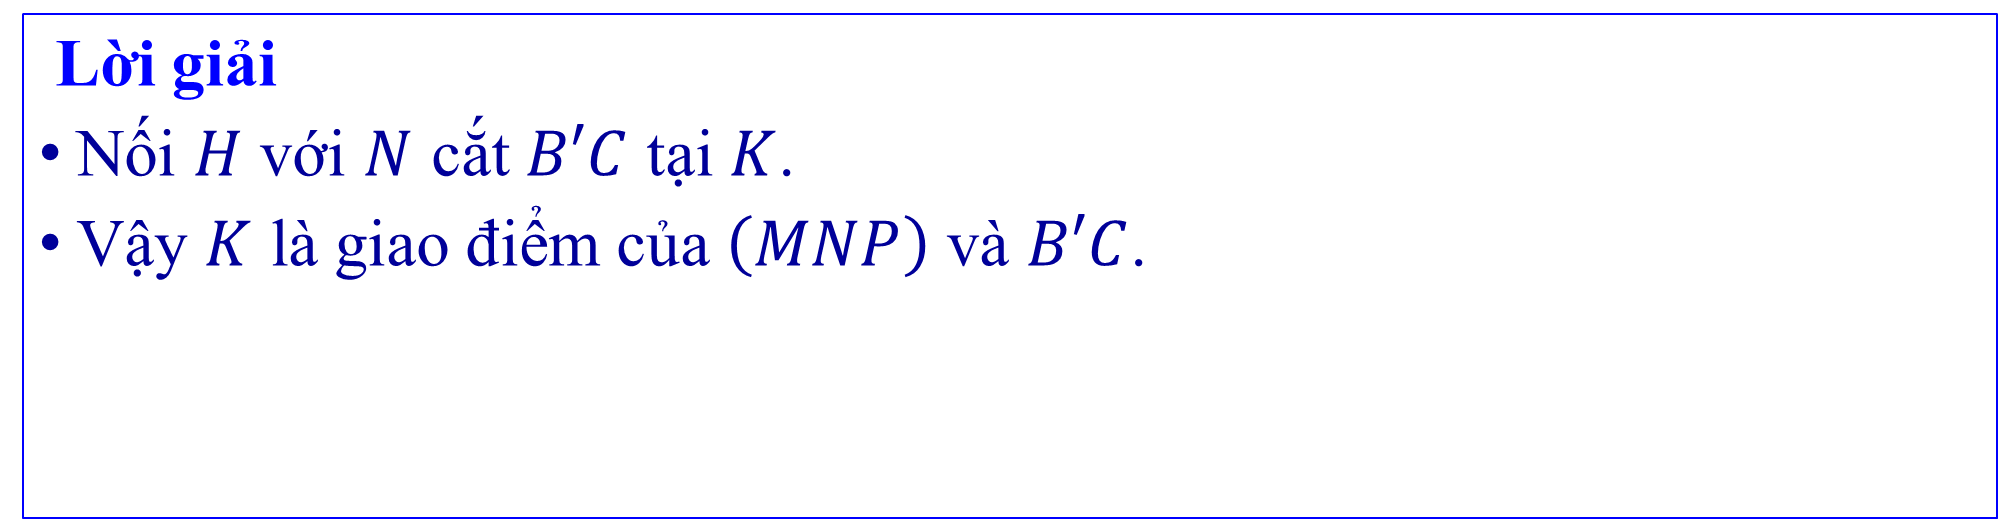 Lời giải
• Nối H với N cắt B′C tại K.
• Vậy K là giao điểm của (MNP) và B′C.